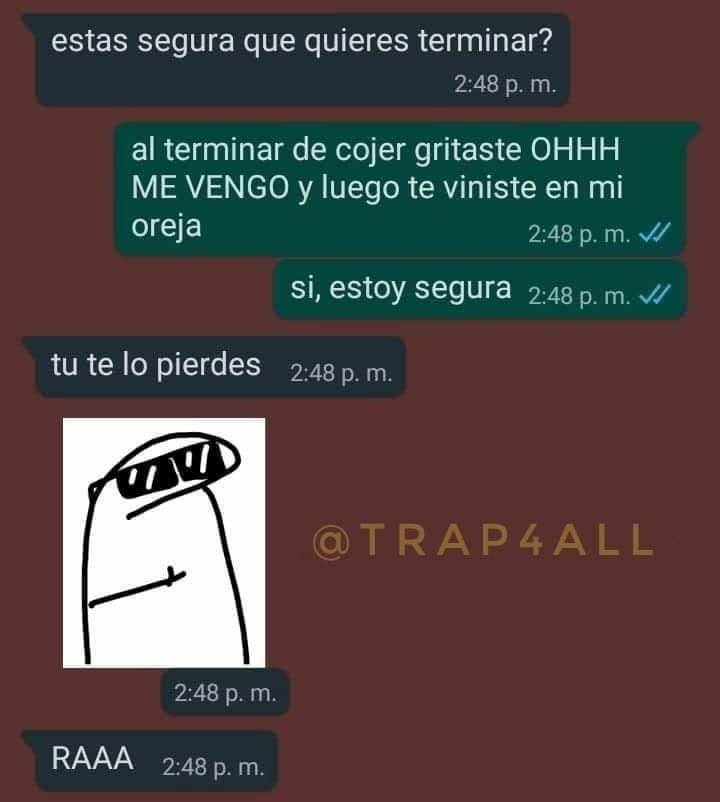 estas segura que quieres terminar?
2:48 p. m.
al terminar de cojer gritaste OHHH
ME VENGO y luego te viniste en mi
oreja 2:48 p. m.
si, estoy segura 2:48 p. m.
tu te lo pierdes 2:48 p. m.
@TRAP4ALL
2:48 p. m.
RAAA 2:48 p. m.